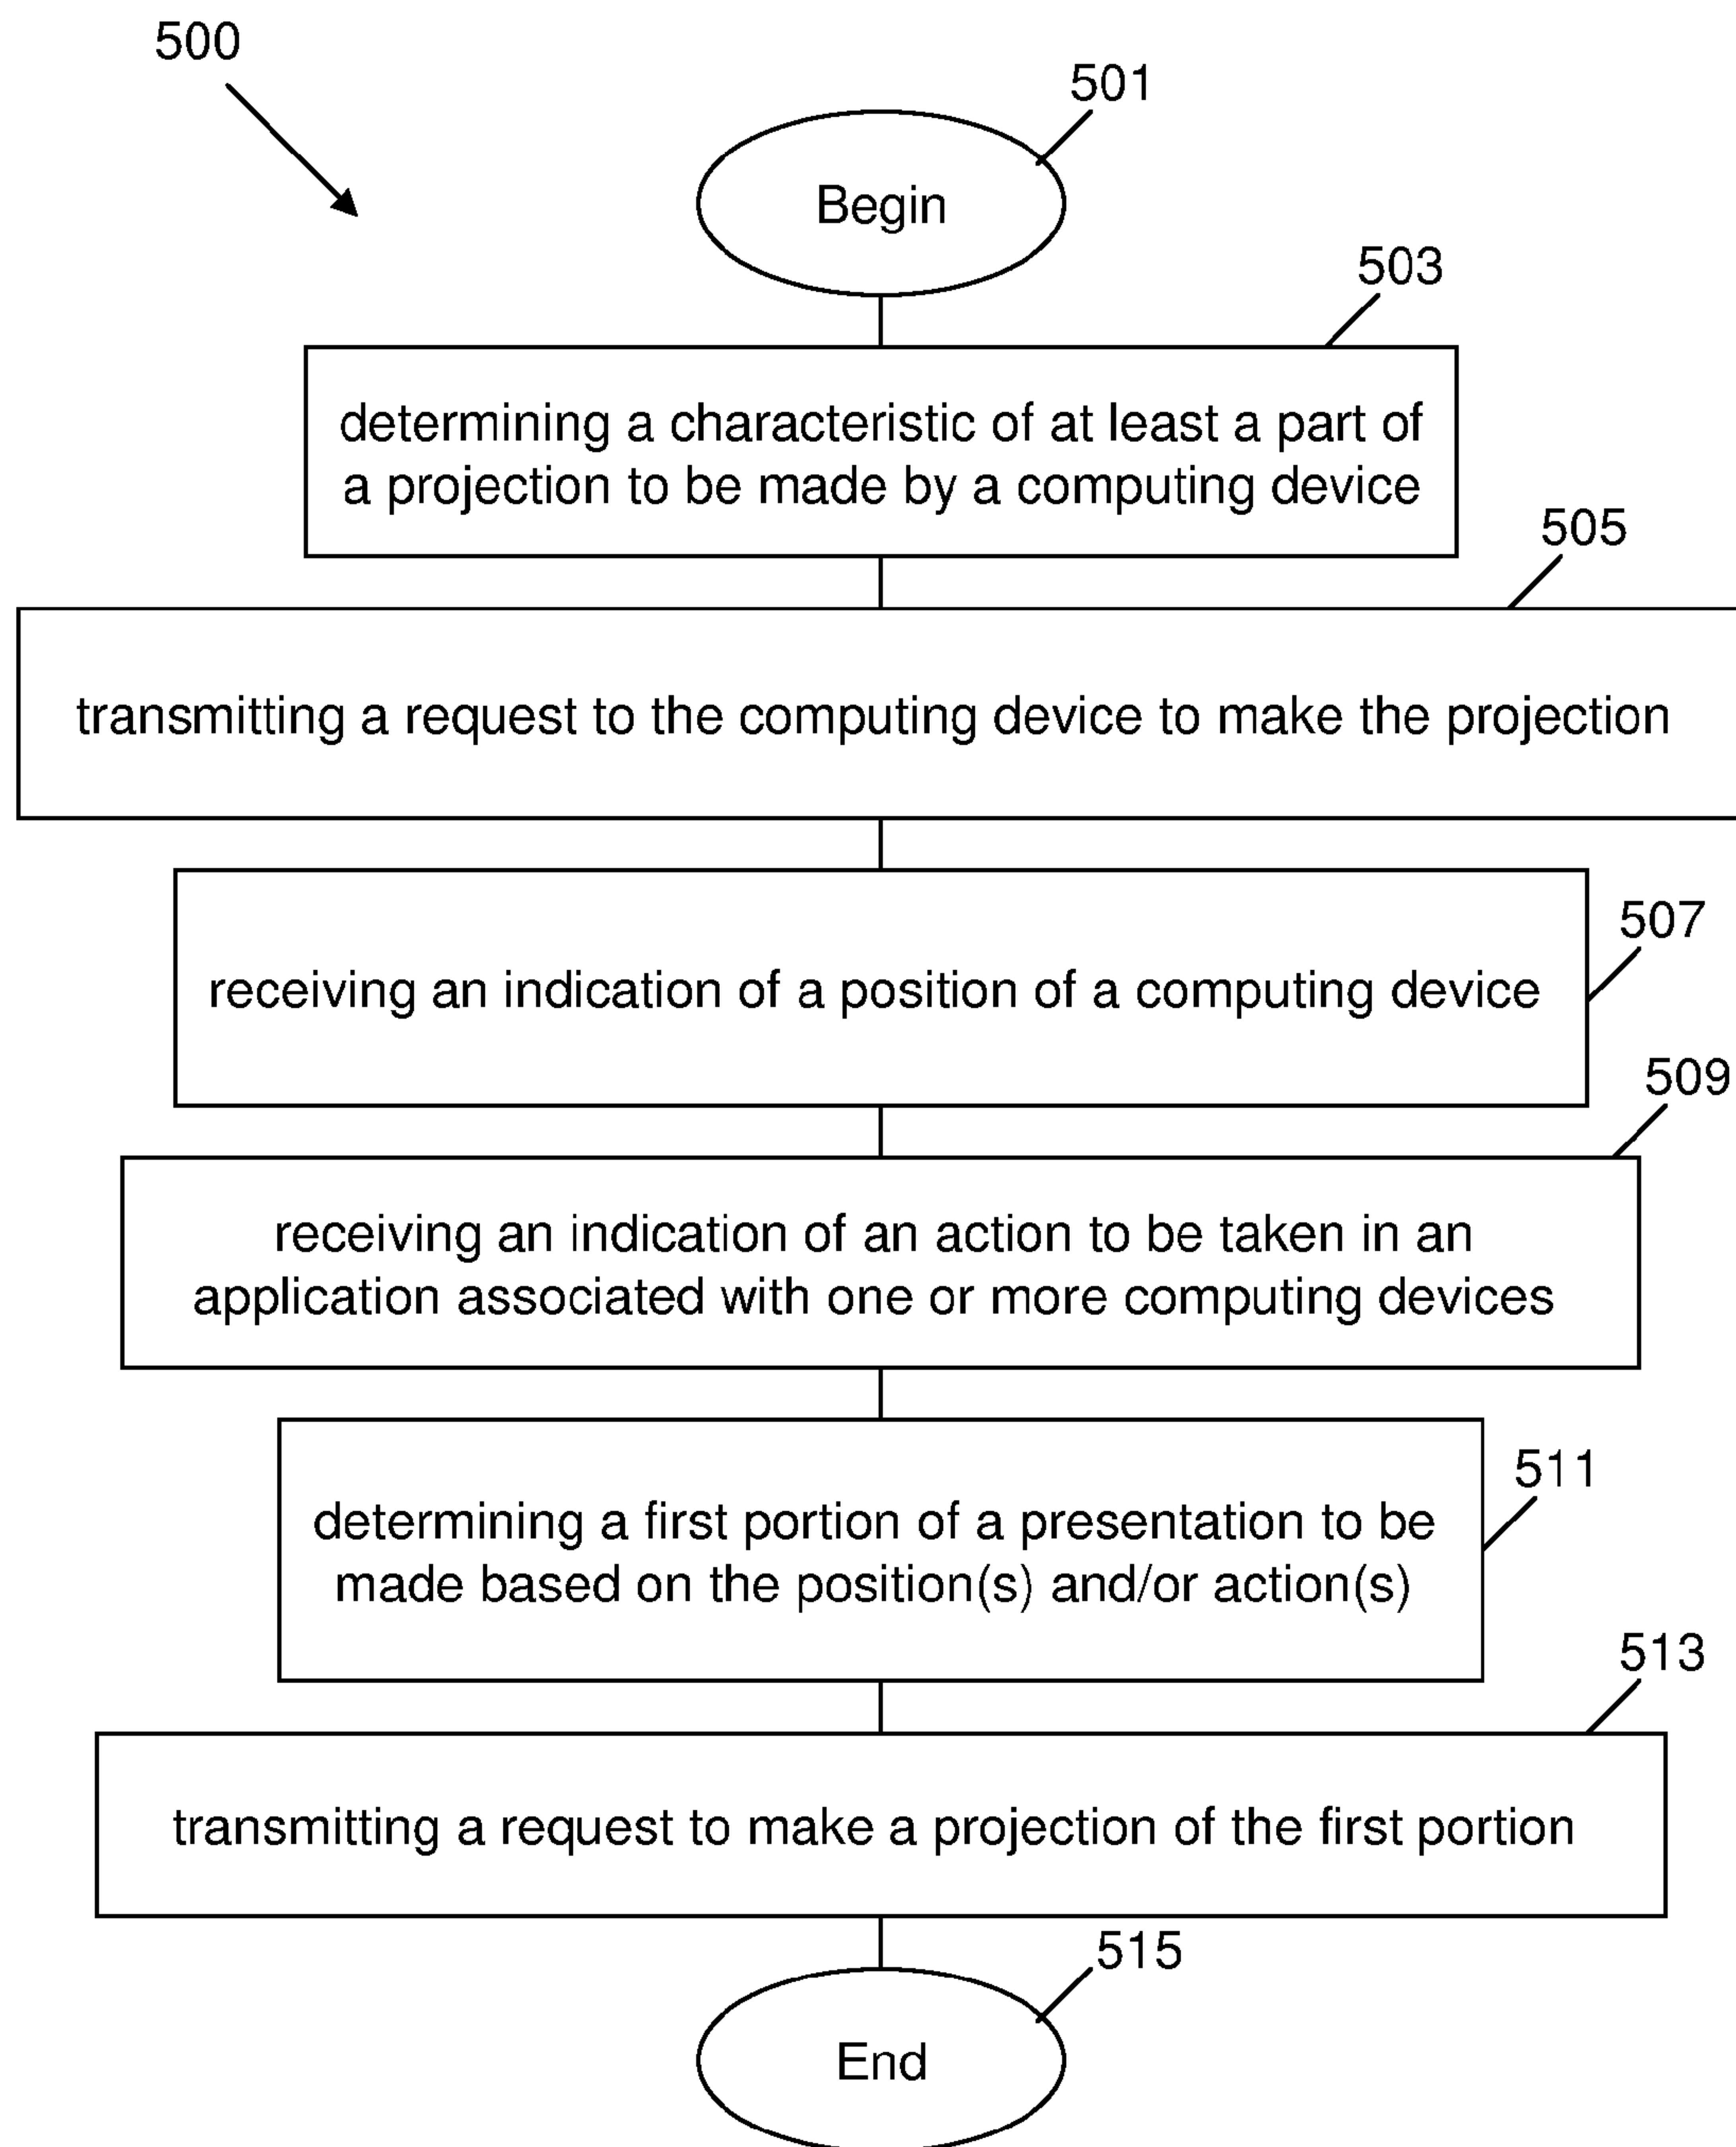 500
501
Begin
503
determining a characteristic of at least a part of
a projection to be made by a computing device
505
transmitting a request to the computing device to make the projection
507
receiving an indication of a position of a computing device
509
receiving an indication of an action to be taken in an
application associated with one or more computing devices
511
determining a first portion of a presentation to be
made based on the position(s) and/or action(s)
513
transmitting a request to make a projection of the first portion
515
End